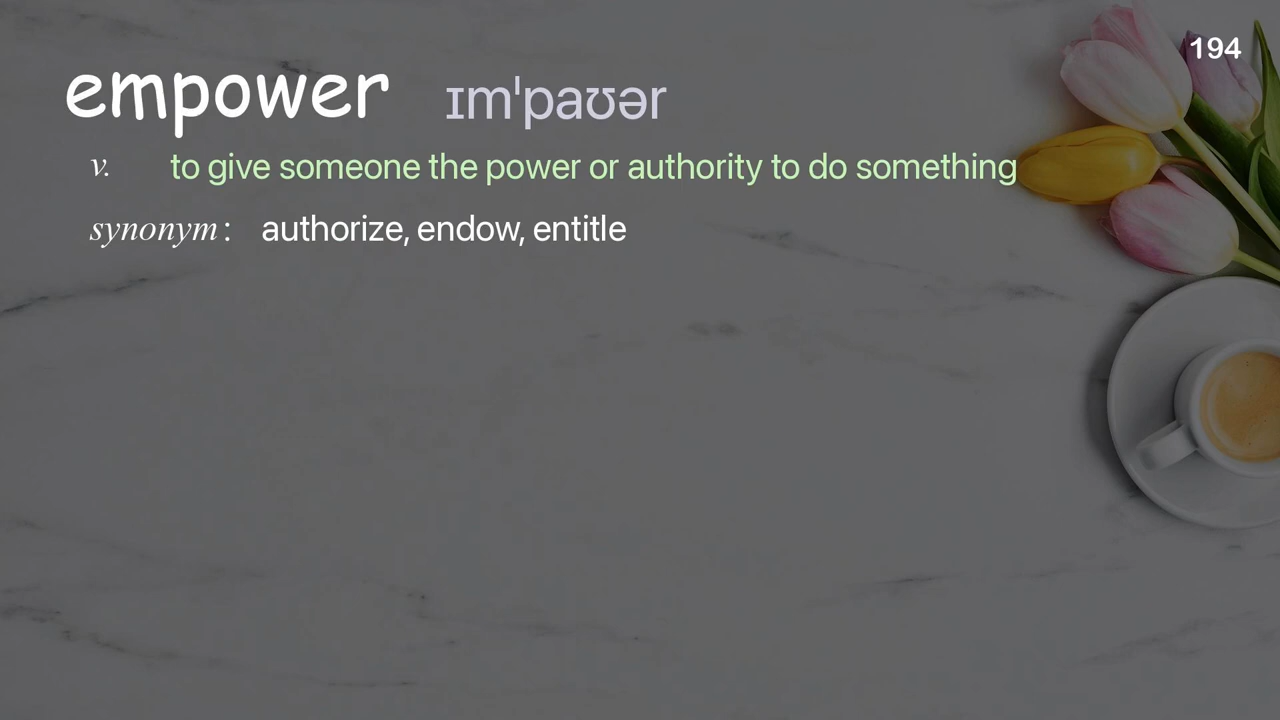 194
empower ɪmˈpaʊər
v. to give someone the power or authority to do something
synonym : authorize, endow, entitle